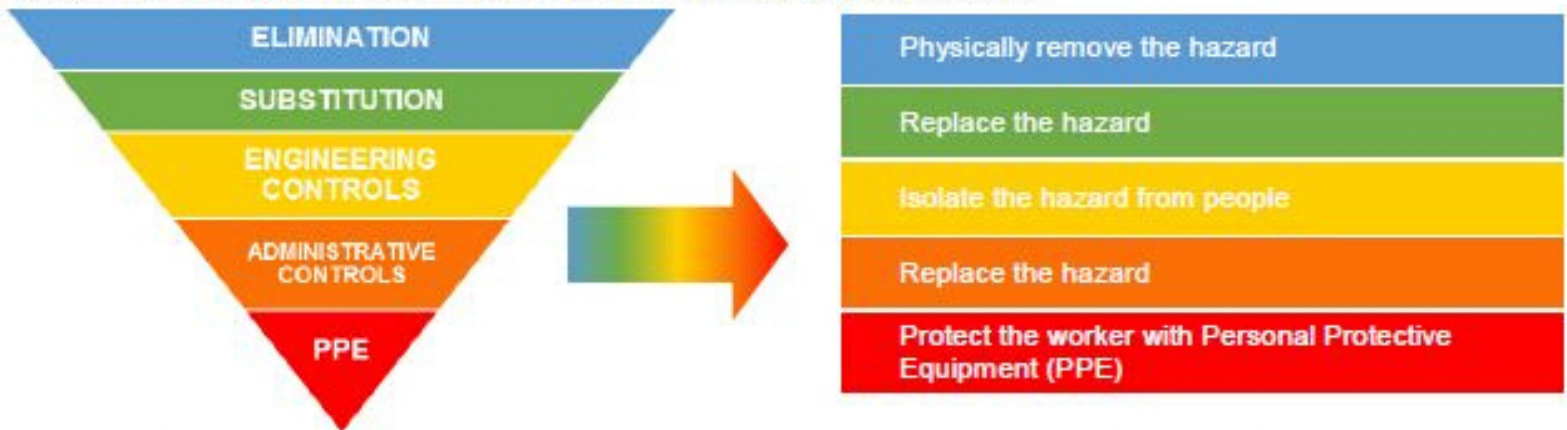 ELIMINATION
SUBSTITUTION
ENGINEERING
CONTROLS
ADMINISTRATIVE
CONTROLS
PPE
Physically remove the hazard
Replace the hazard
Isolate the hazard from people
Replace the hazard
Protect the worker with Personal Protective
Equipment (PPE)